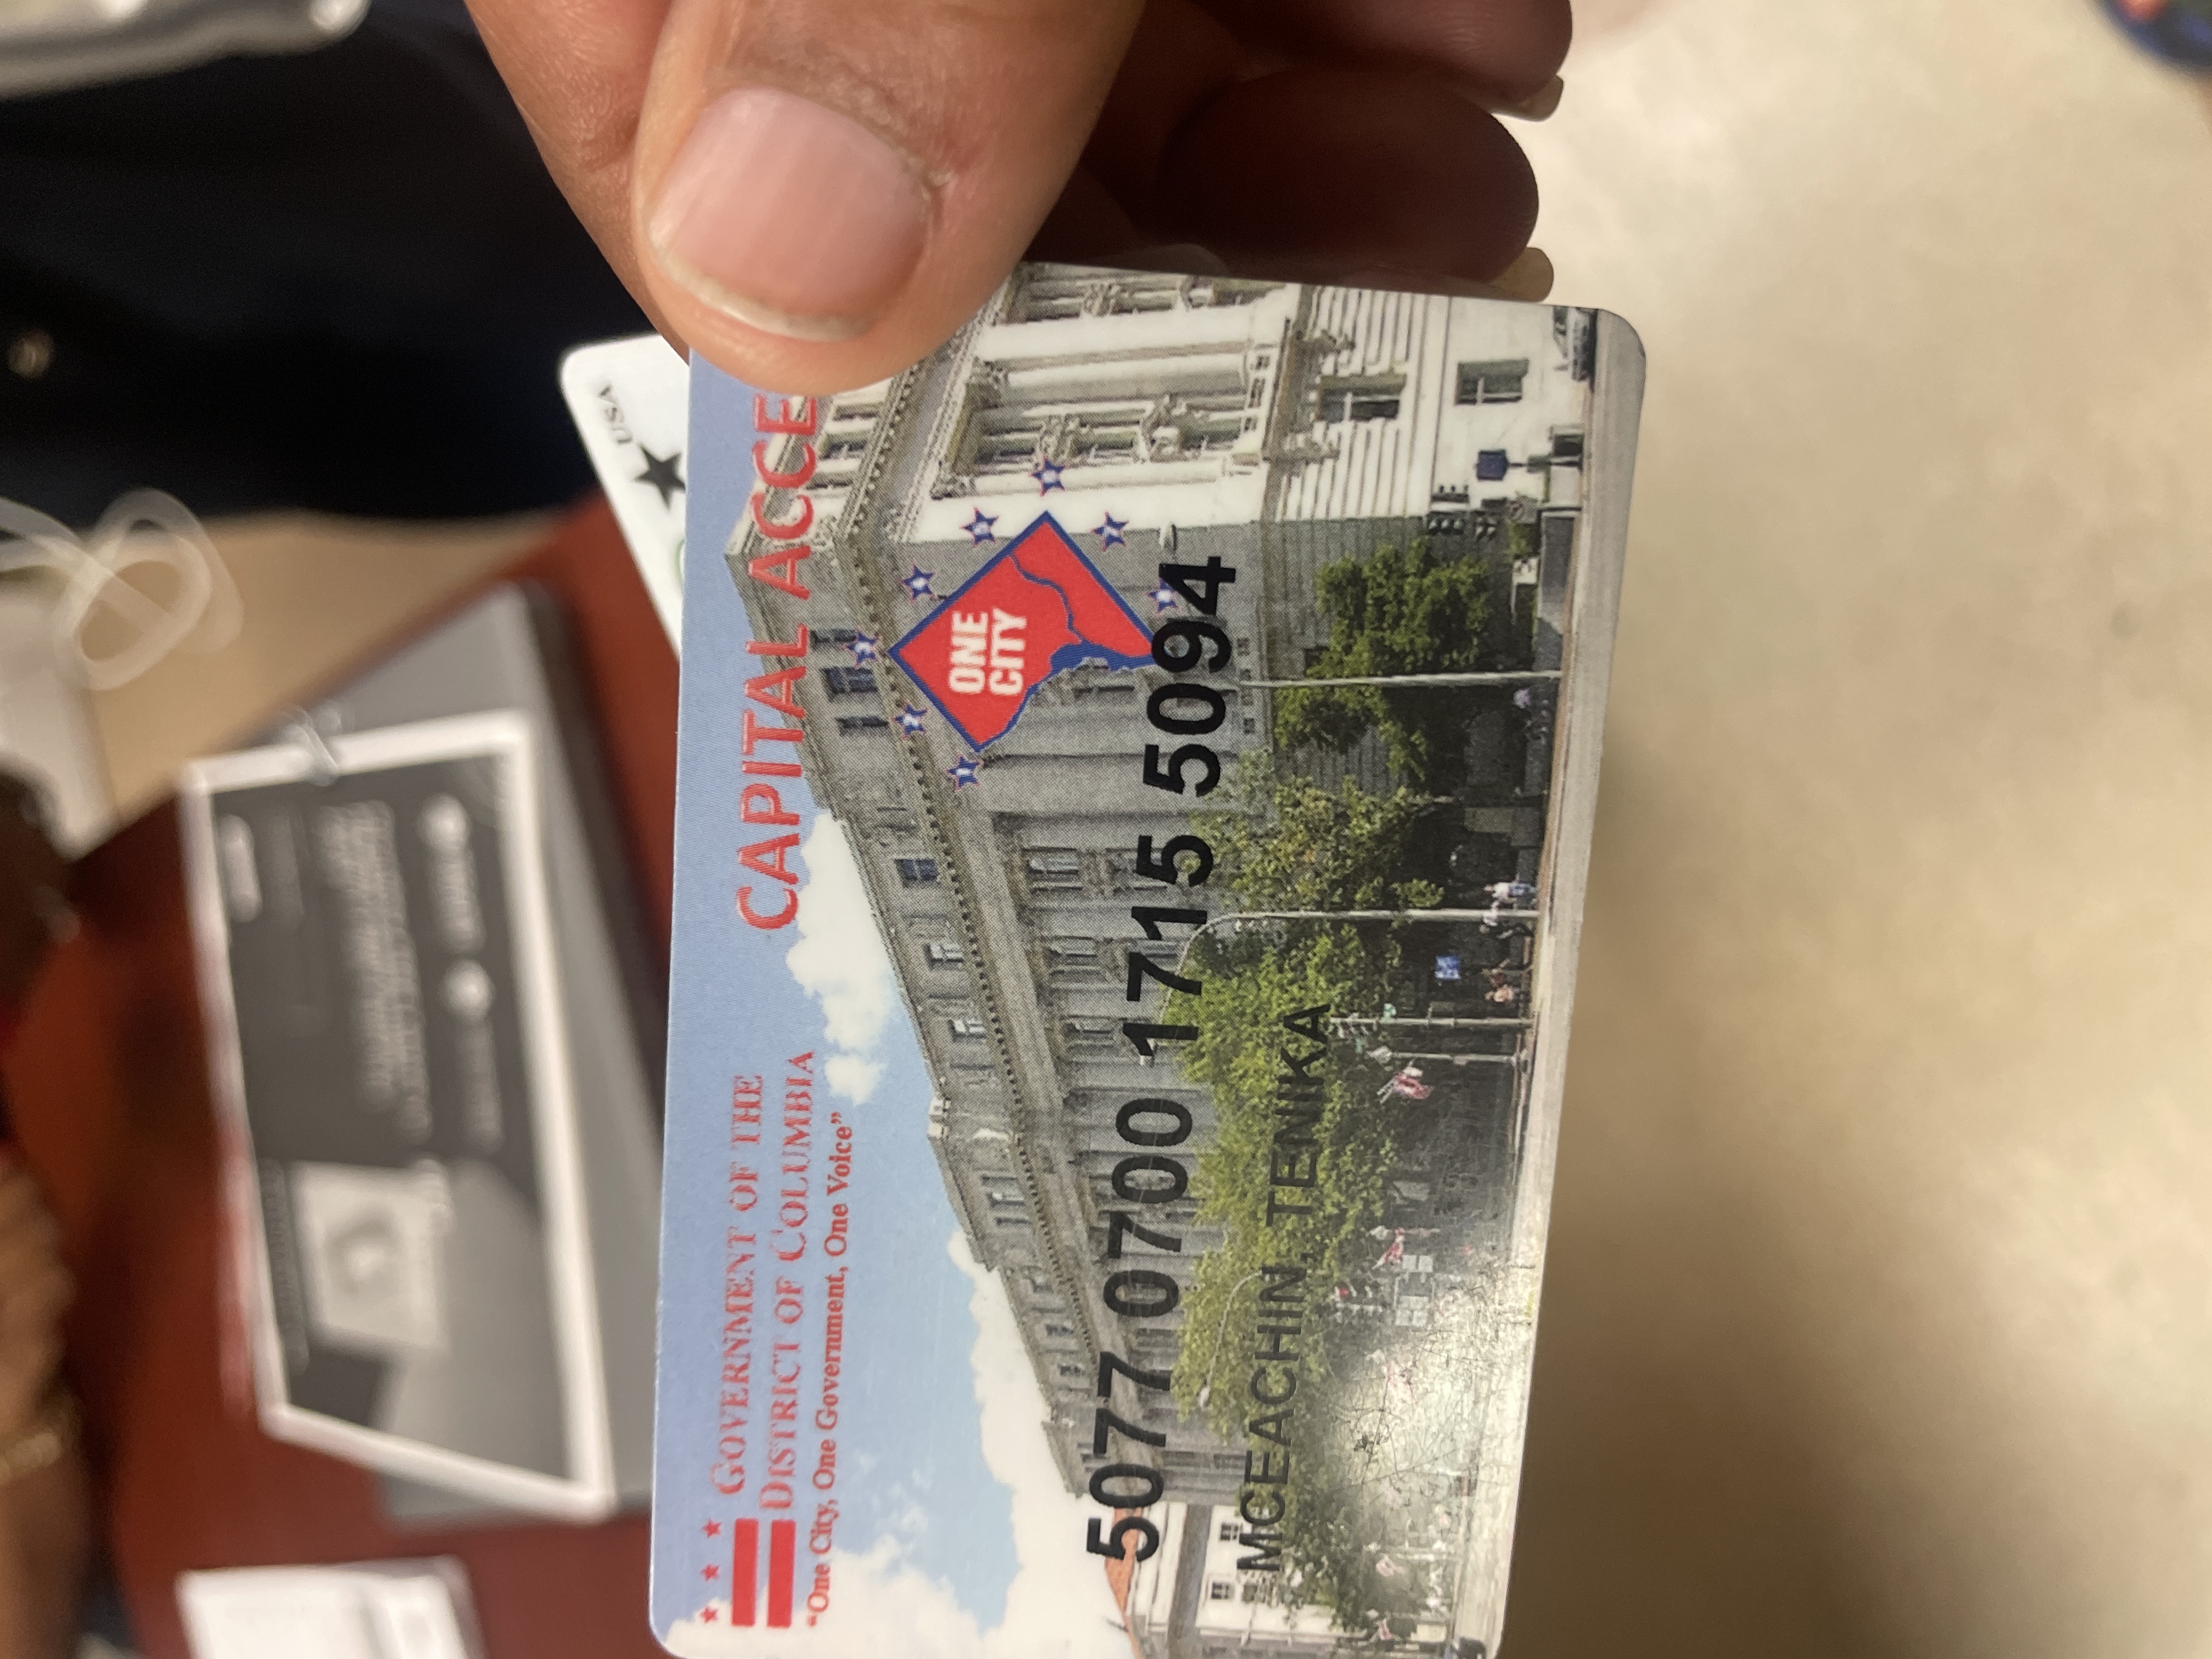 GOVERNMENT OF THE
DISTRICT OF COLUMBIA
"One City, One Government, One Voice"
CAPITAL ACCE
ONE
CITY
5077 0700 1715 5094
MCEACHIN, TENIKA
USA